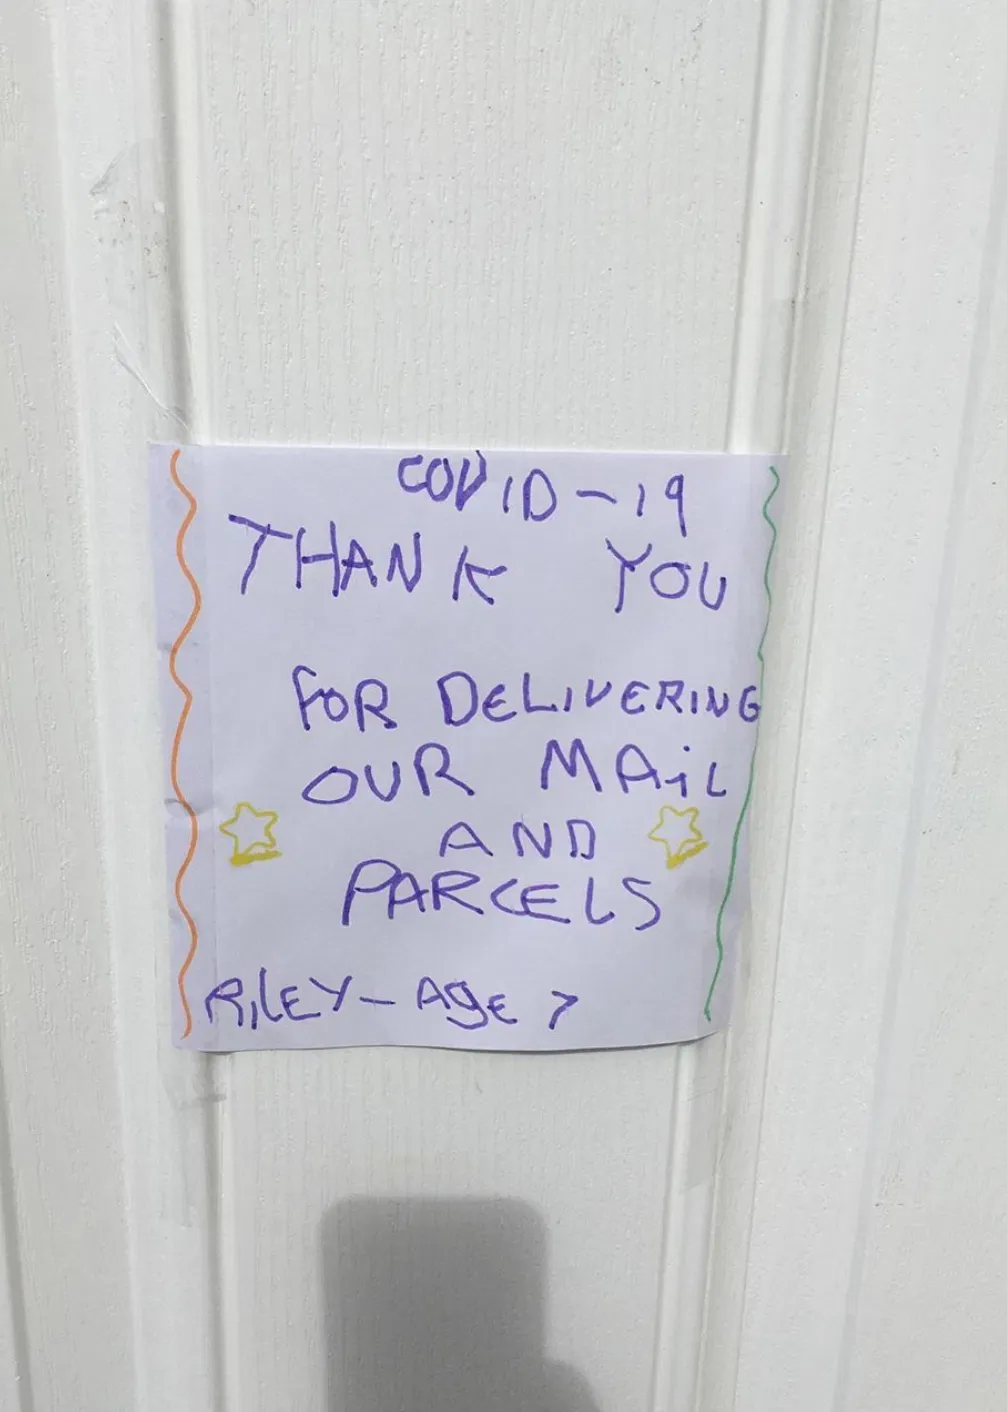 COVID-19
THANK YOU
FOR DELIVERING
OUR MAiL
AND
PARCELS
RiLEY-AgE 7